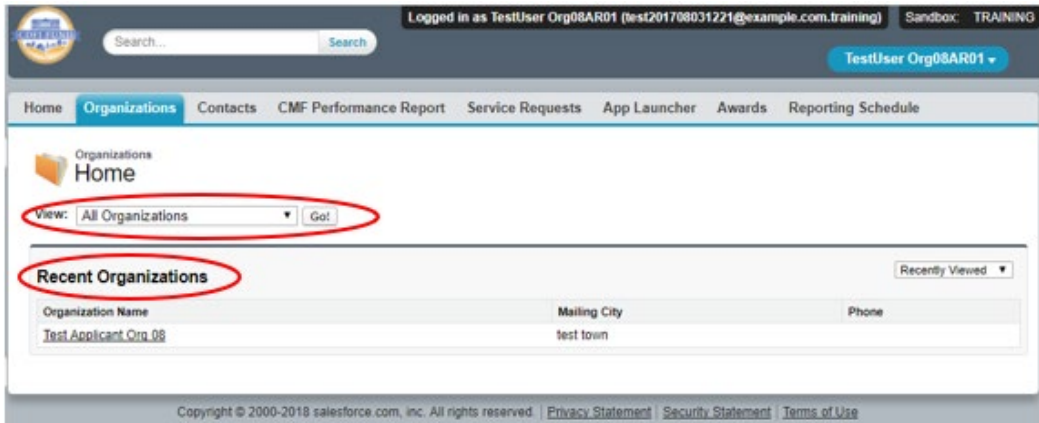 Logged in as TestUser Org08AR01 (test201708031221@example.com.training) Sandbox: TRAINING
CDFI FUND
Search... Search
TestUser Org08AR01
Home Organizations Contacts CMF Performance Report Service Requests App Launcher Awards Reporting Schedule
Organizations
Home
View: All Organizations Go!
Recent Organizations Recently Viewed
Organization Name Mailing City Phone
Test Applicant Org 08 test town
Copyright © 2000-2018 salesforce.com, inc. All rights reserved. | Privacy Statement | Security Statement | Terms of Use